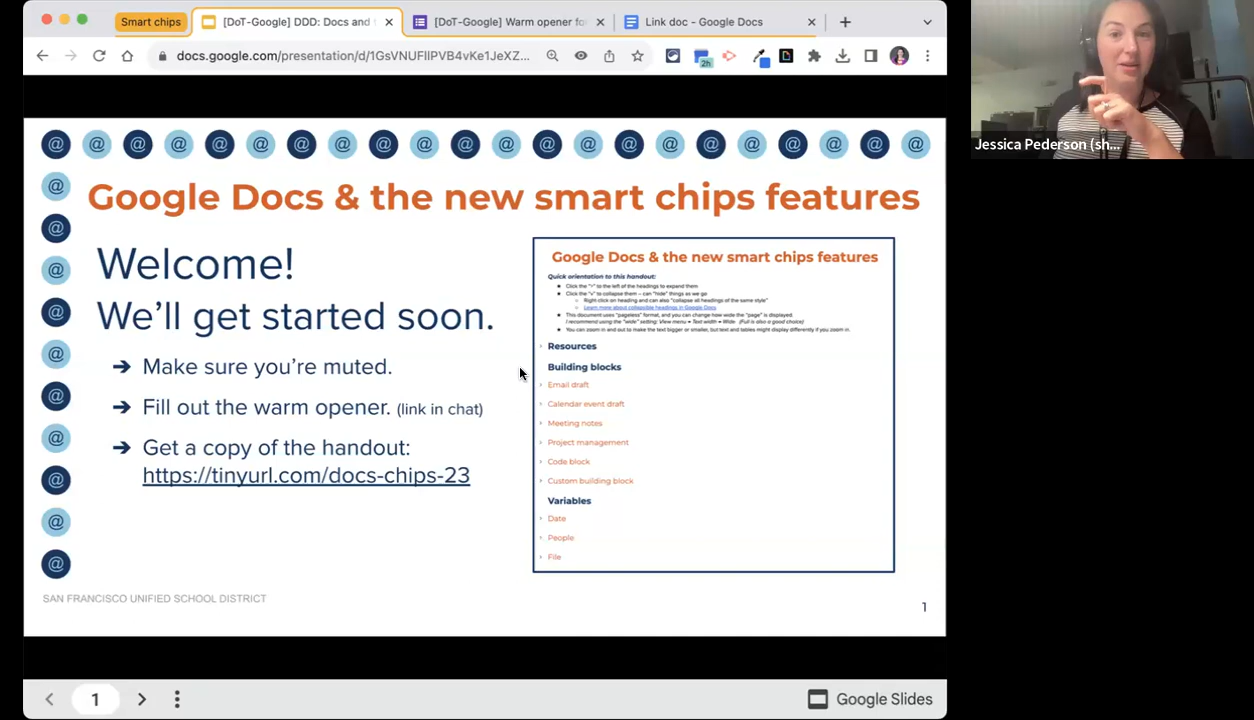 Smart chips
[DoT-Google] DDD: Docs and
[DoT-Google] Warm opener fo
Link doc - Google Docs
docs.google.com/presentation/d/1GsVNUFllPVB4vKe1JeXZ...
2h
Jessica Pederson (sh...
Google Docs & the new smart chips features
Welcome!
We'll get started soon.
➔ Make sure you're muted.
➔ Fill out the warm opener. (link in chat)
➔ Get a copy of the handout:
https://tinyurl.com/docs-chips-23
Google Docs & the new smart chips features
Quick orientation to this handout:
Click the ">" to the left of the headings to expand them
Click the "v" to collapse them – can "hide" things as we go
Right-click on heading and can also "collapse all headings of the same style"
Learn more about collapsible headings in Google Docs
This document uses "pageless" format, and you can change how wide the "page" is displayed.
I recommend using the "wide" setting: View menu > Text width > Wide (Full is also a good choice)
You can zoom in and out to make the text bigger or smaller, but text and tables might display differently if you zoom in.
Resources
Building blocks
Email draft
Calendar event draft
Meeting notes
Project management
Code block
Custom building block
Variables
Date
People
File
SAN FRANCISCO UNIFIED SCHOOL DISTRICT
1
1
Google Slides